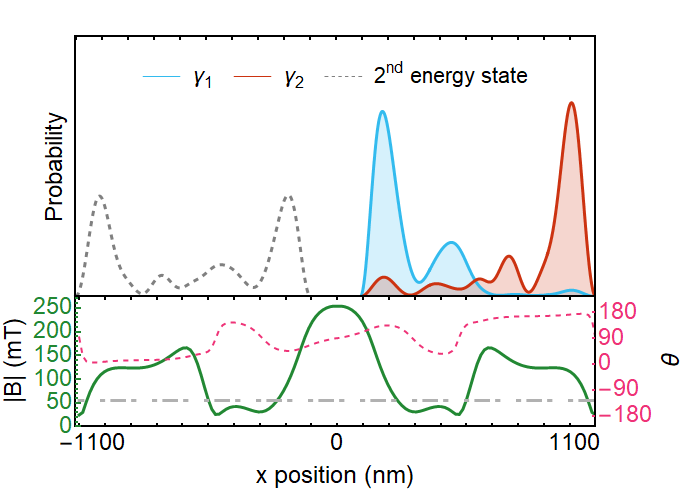 γ₁ γ₂ 2ⁿᵈ energy state
Probability
250
200
150
100
50
0
|B| (mT)
180
90
0
−90
−180
θ
−1100 0 1100
x position (nm)